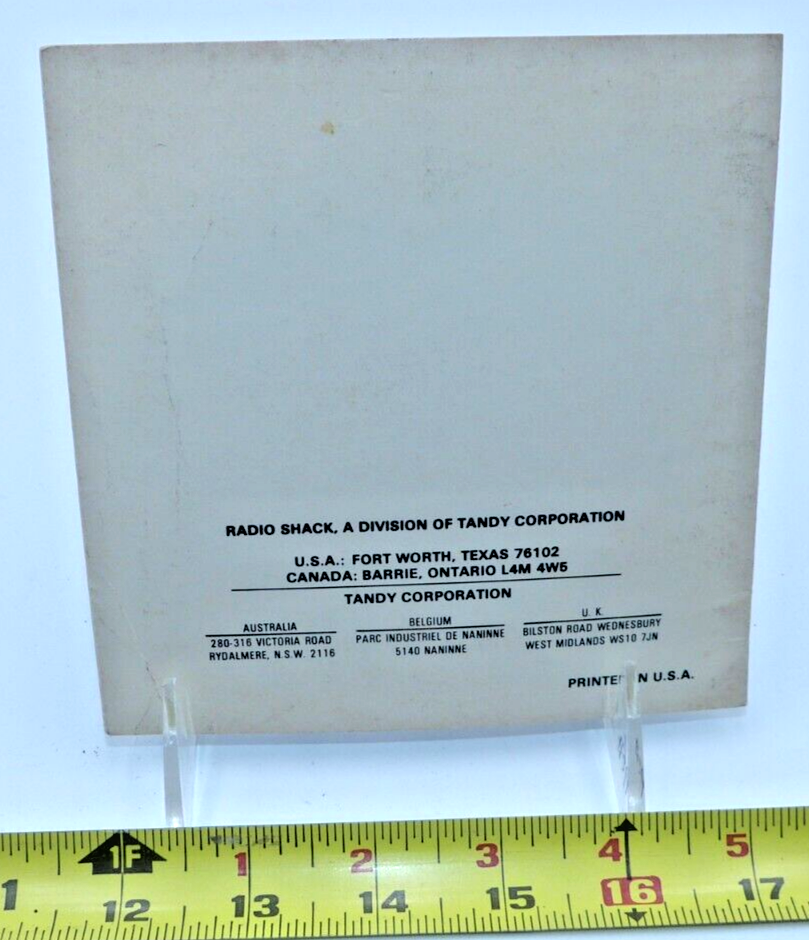 RADIO SHACK, A DIVISION OF TANDY CORPORATION
U.S.A.: FORT WORTH, TEXAS 76102
CANADA: BARRIE, ONTARIO L4M 4W5
TANDY CORPORATION
AUSTRALIA
280-316 VICTORIA ROAD
RYDALMERE, N.S.W. 2116
BELGIUM
PARC INDUSTRIEL DE NANINNE
5140 NANINNE
U. K.
BILSTON ROAD WEDNESBURY
WEST MIDLANDS WS10 7JN
PRINTED IN U.S.A.
1F 1 2 3 4 5
1 12 13 14 15 16 17